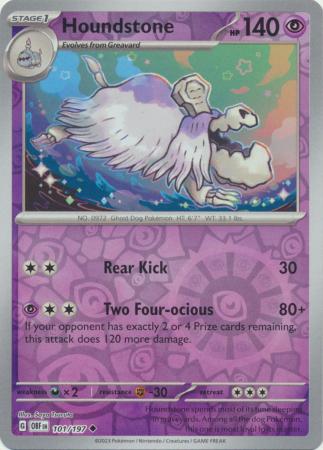 STAGE 1
Houndstone
HP 140
Evolves from Greavard
NO. 0972 Ghost Dog Pokémon HT: 6'7" WT: 33.1 lbs.
Rear Kick 30
Two Four-ocious 80+
If your opponent has exactly 2 or 4 Prize cards remaining,
this attack does 120 more damage.
weakness ×2 resistance -30 retreat
Illus. Saya Tsuruta
G OBF EN 101/197
Houndstone spends most of its time sleeping
in graveyards. Among all the dog Pokémon,
this one is most loyal to its master.
©2023 Pokémon / Nintendo / Creatures / GAME FREAK